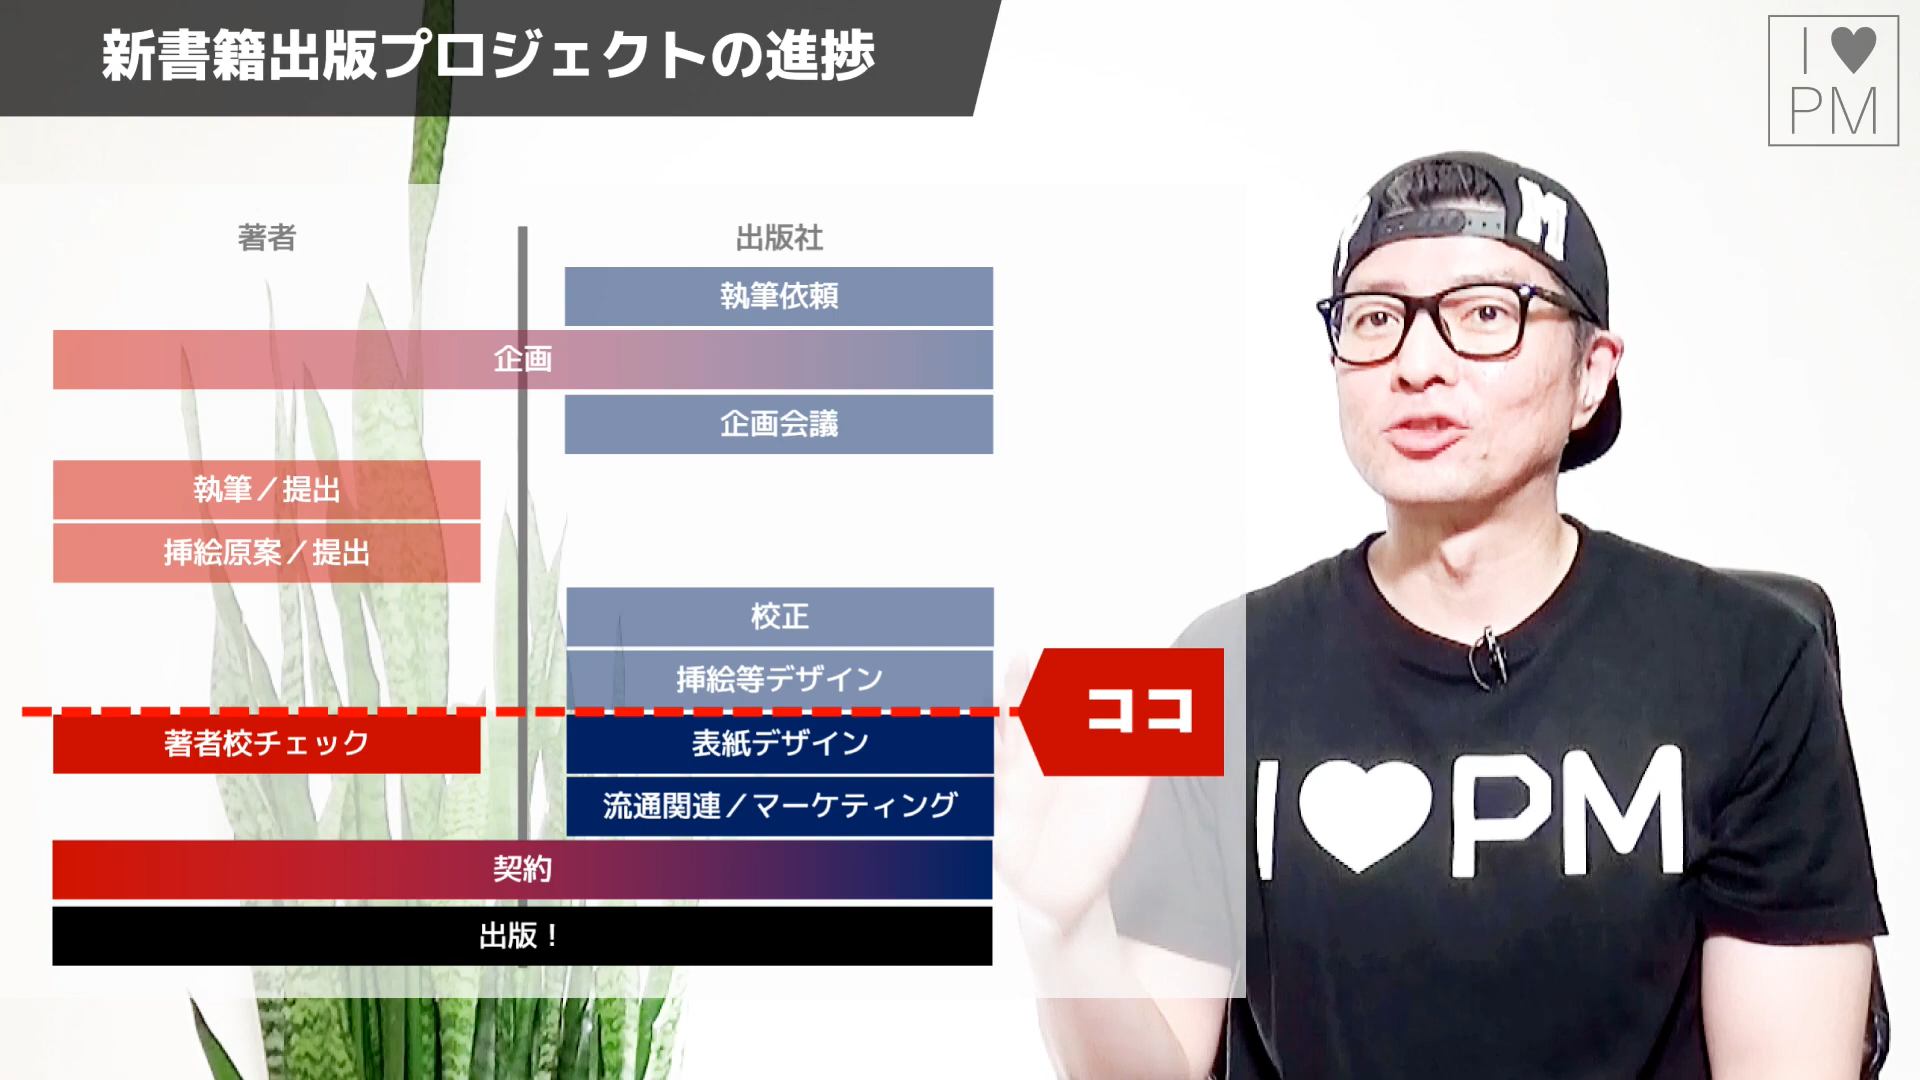 新書籍出版プロジェクトの進捗
I ♥
PM
著者
出版社
執筆依頼
企画
企画会議
執筆／提出
挿絵原案／提出
校正
挿絵等デザイン
ココ
著者校チェック
表紙デザイン
流通関連／マーケティング
契約
出版！
P M
I ♥ PM